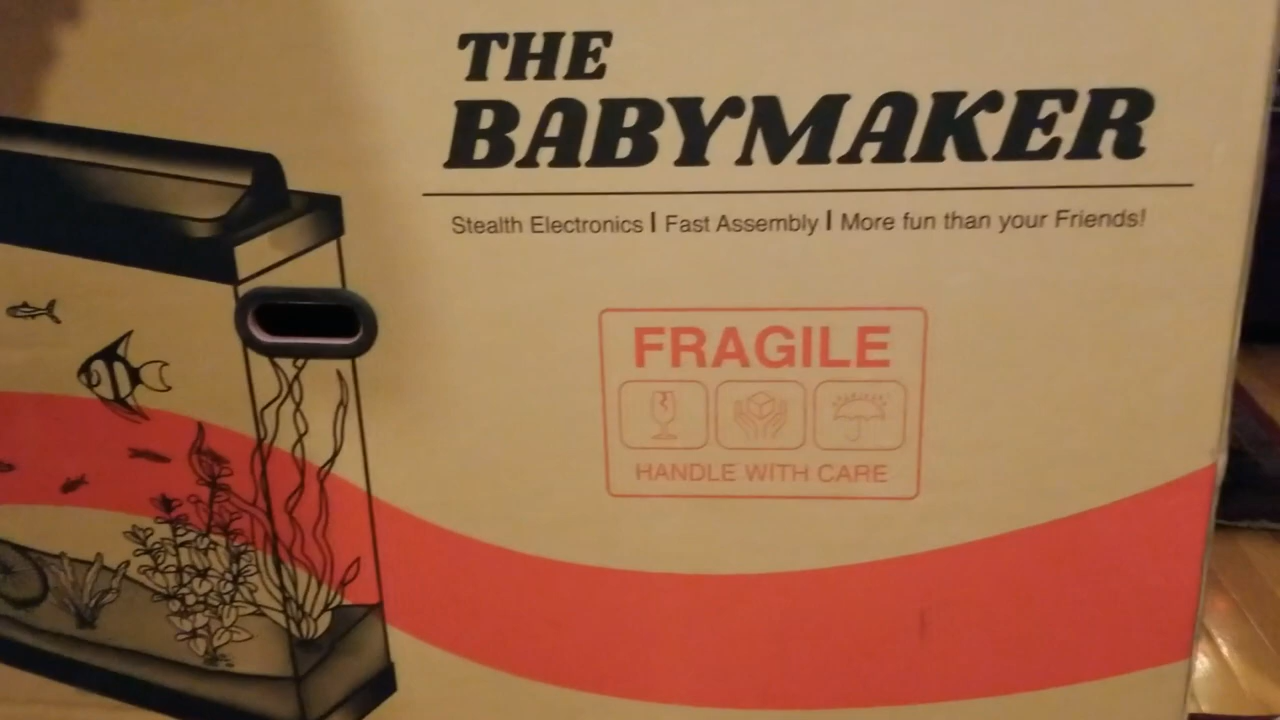 THE
BABYMAKER
Stealth Electronics | Fast Assembly | More fun than your Friends!
FRAGILE
HANDLE WITH CARE